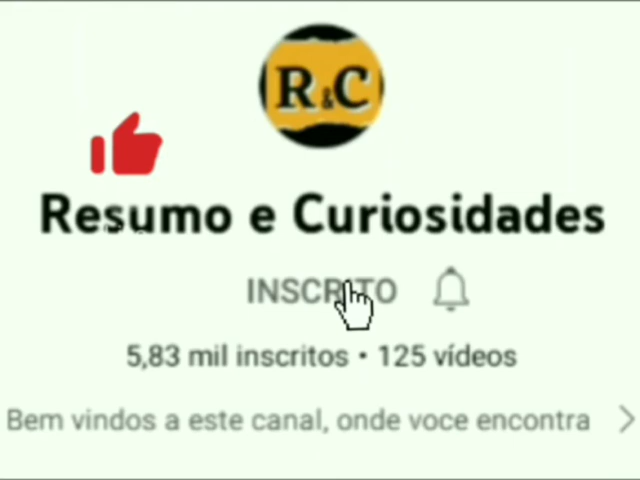 R&C
Resumo e Curiosidades
INSCRITO
5,83 mil inscritos • 125 vídeos
Bem vindos a este canal, onde voce encontra